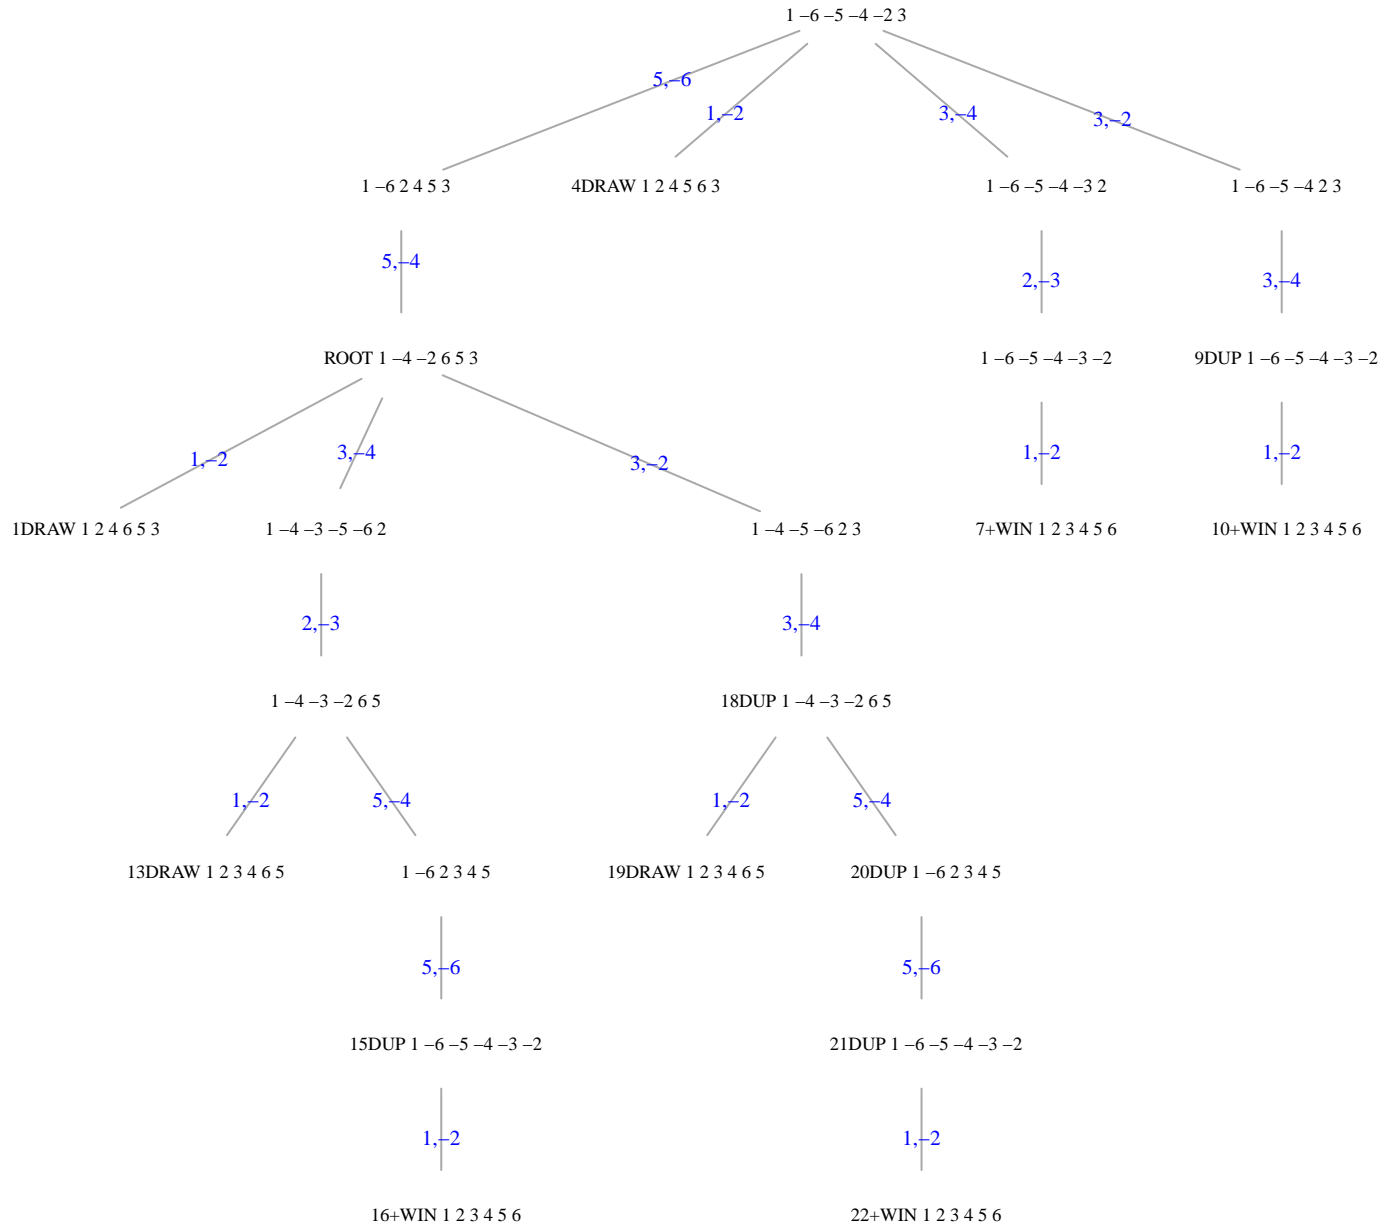 1 –6 –5 –4 –2 3
5,–6
1,–2
3,–4
3,–2
1 –6 2 4 5 3
4DRAW 1 2 4 5 6 3
1 –6 –5 –4 –3 2
1 –6 –5 –4 2 3
5,–4
2,–3
3,–4
ROOT 1 –4 –2 6 5 3
1 –6 –5 –4 –3 –2
9DUP 1 –6 –5 –4 –3 –2
1,–2
3,–4
3,–2
1,–2
1,–2
1DRAW 1 2 4 6 5 3
1 –4 –3 –5 –6 2
1 –4 –5 –6 2 3
7+WIN 1 2 3 4 5 6
10+WIN 1 2 3 4 5 6
2,–3
3,–4
1 –4 –3 –2 6 5
18DUP 1 –4 –3 –2 6 5
1,–2
5,–4
1,–2
5,–4
13DRAW 1 2 3 4 6 5
1 –6 2 3 4 5
19DRAW 1 2 3 4 6 5
20DUP 1 –6 2 3 4 5
5,–6
5,–6
15DUP 1 –6 –5 –4 –3 –2
21DUP 1 –6 –5 –4 –3 –2
1,–2
1,–2
16+WIN 1 2 3 4 5 6
22+WIN 1 2 3 4 5 6